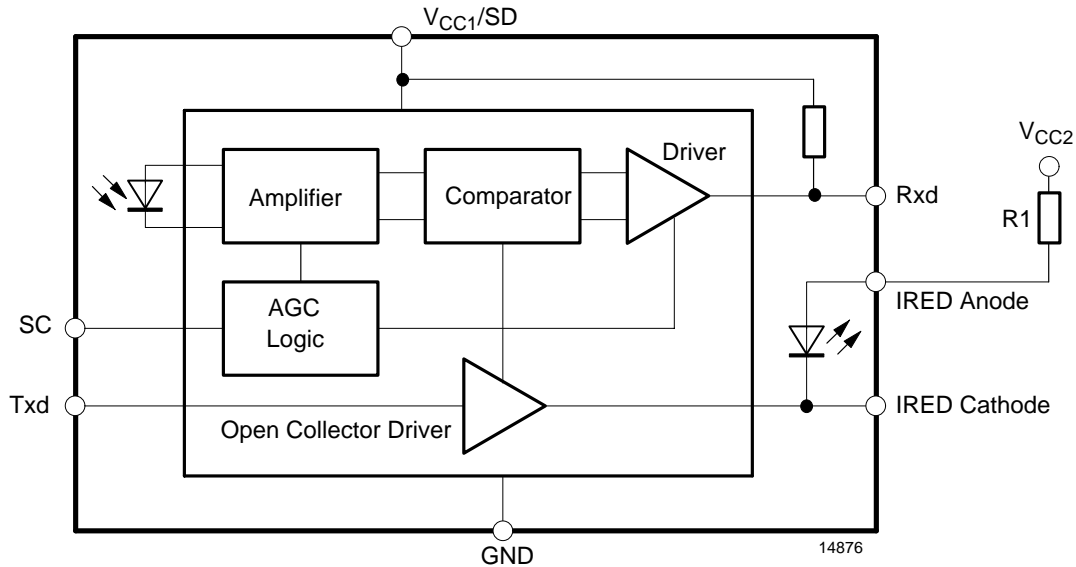 VCC1/SD
Driver
VCC2
Amplifier
Comparator
Rxd
R1
IRED Anode
AGC
Logic
SC
Txd
Open Collector Driver
IRED Cathode
GND
14876